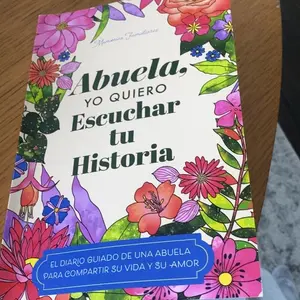 Abuela,
YO QUIERO
Escuchar
tu
Historia
EL DIARIO GUIADO DE UNA ABUELA
PARA COMPARTIR SU VIDA Y SU AMOR